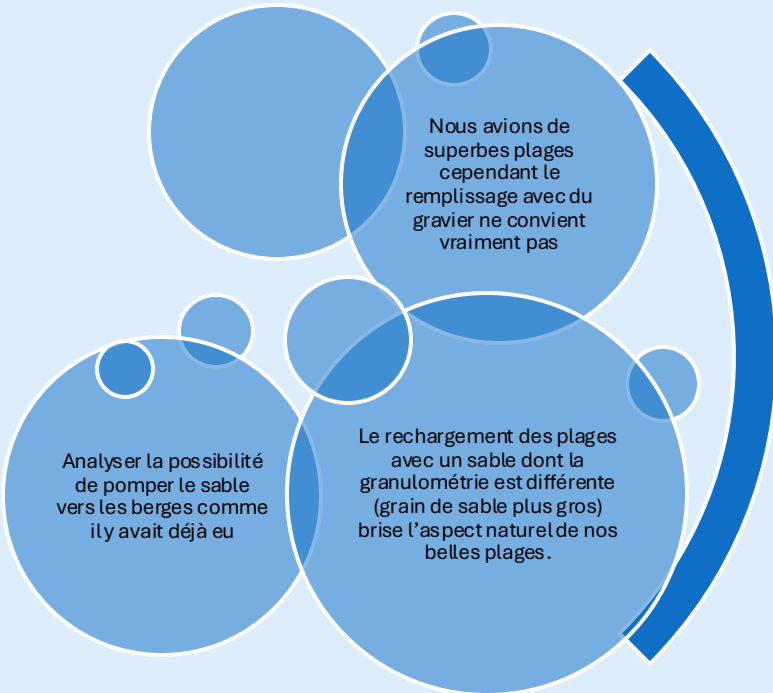 Nous avions de
superbes plages
cependant le
remplissage avec du
gravier ne convient
vraiment pas
Analyser la possibilité
de pomper le sable
vers les berges comme
il y avait déjà eu
Le rechargement des plages
avec un sable dont la
granulométrie est différente
(grain de sable plus gros)
brise l’aspect naturel de nos
belles plages.